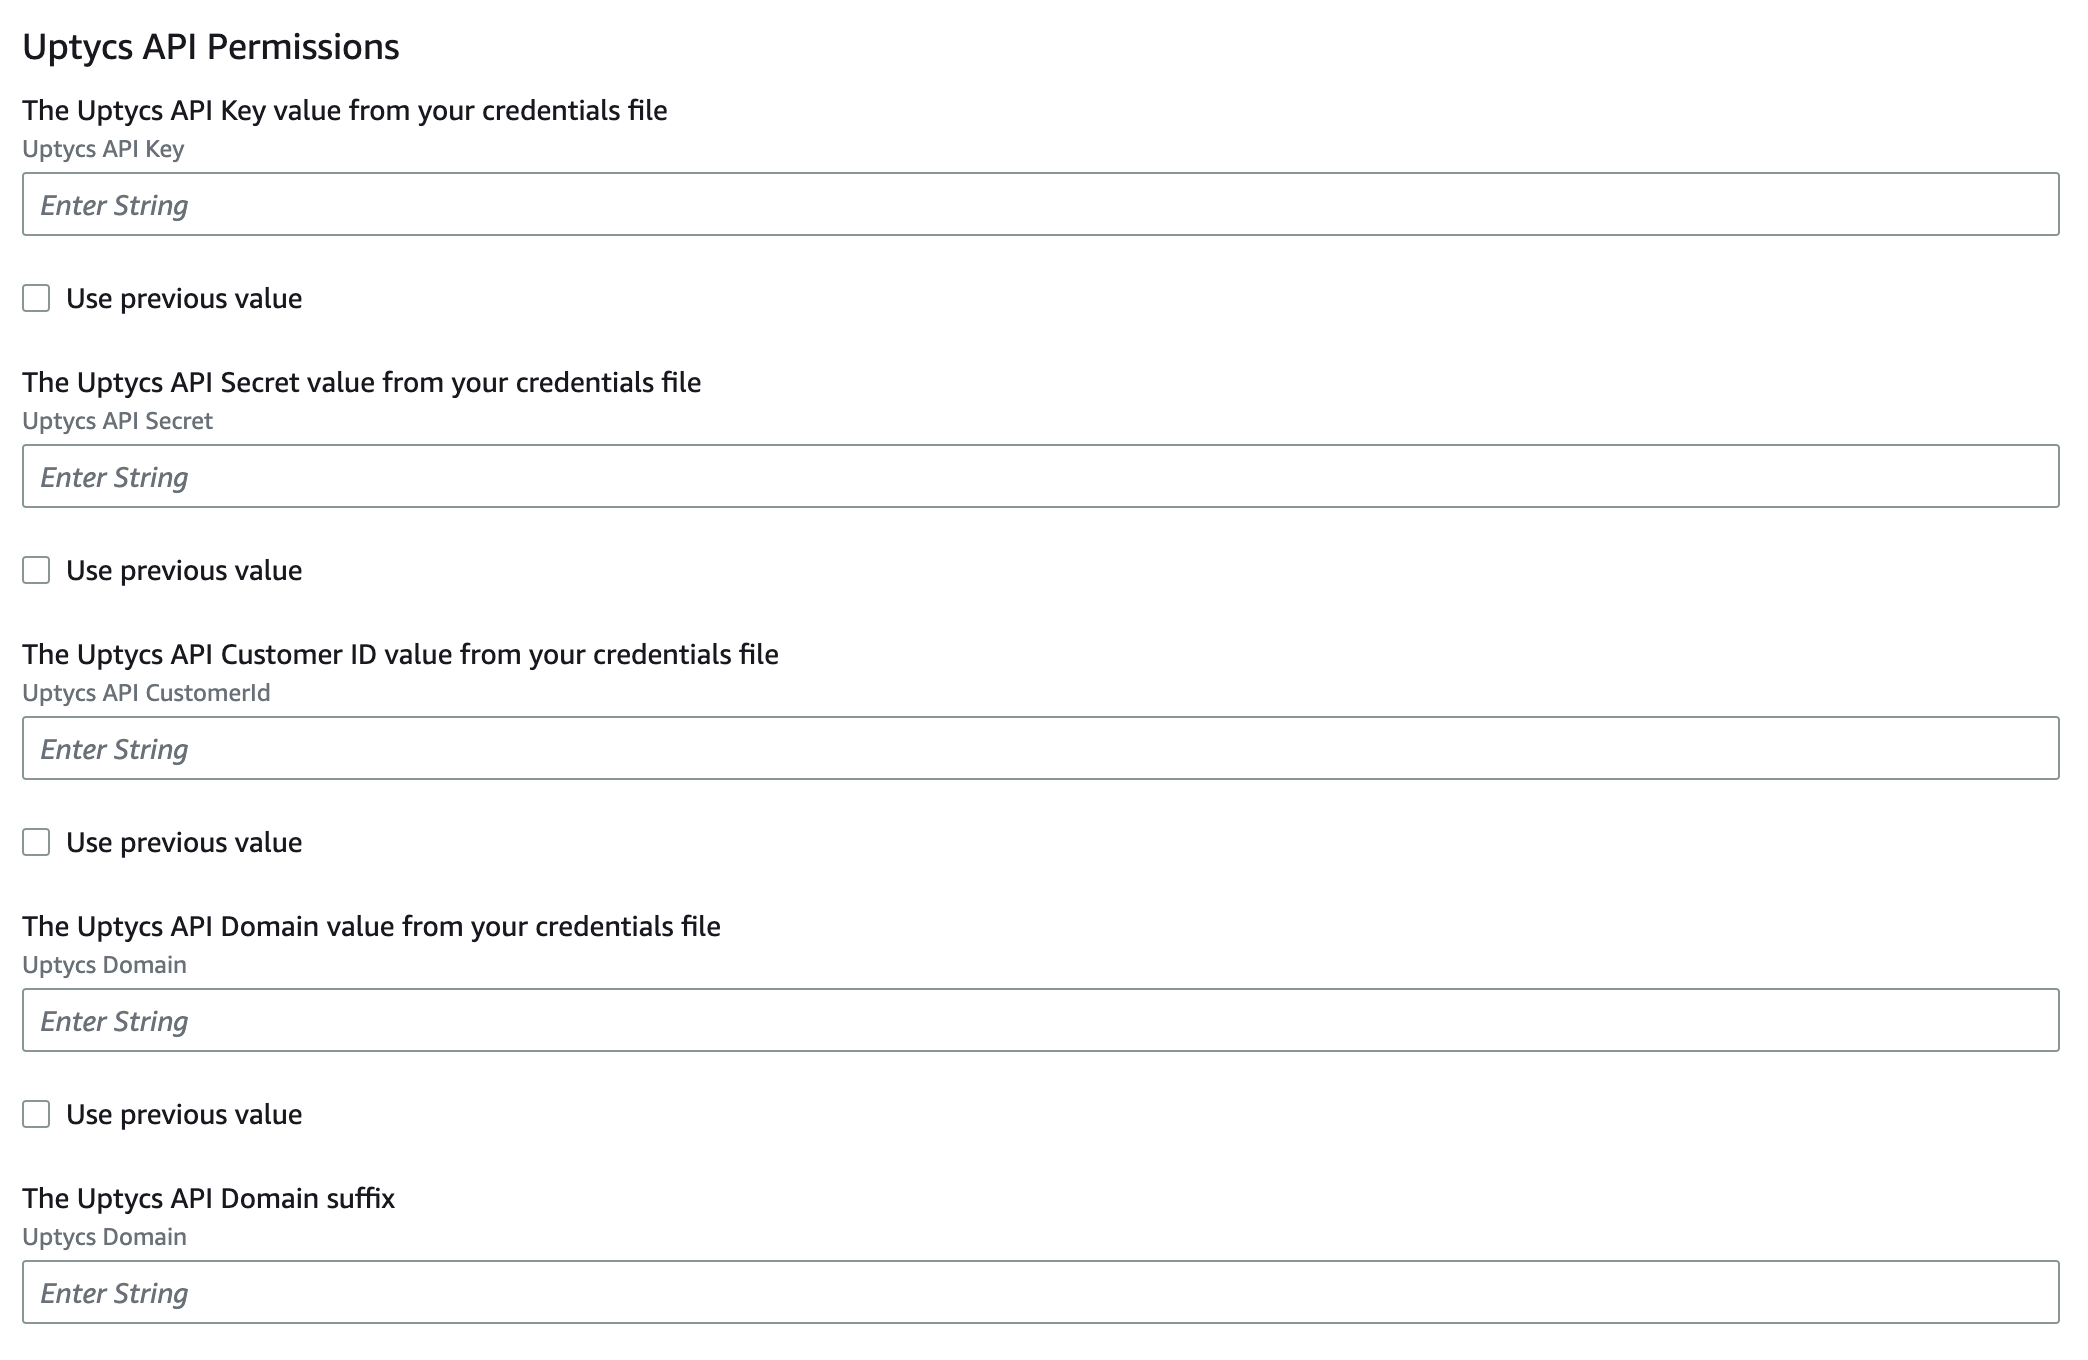 Uptycs API Permissions
The Uptycs API Key value from your credentials file
Uptycs API Key
Enter String
Use previous value
The Uptycs API Secret value from your credentials file
Uptycs API Secret
Enter String
Use previous value
The Uptycs API Customer ID value from your credentials file
Uptycs API CustomerId
Enter String
Use previous value
The Uptycs API Domain value from your credentials file
Uptycs Domain
Enter String
Use previous value
The Uptycs API Domain suffix
Uptycs Domain
Enter String